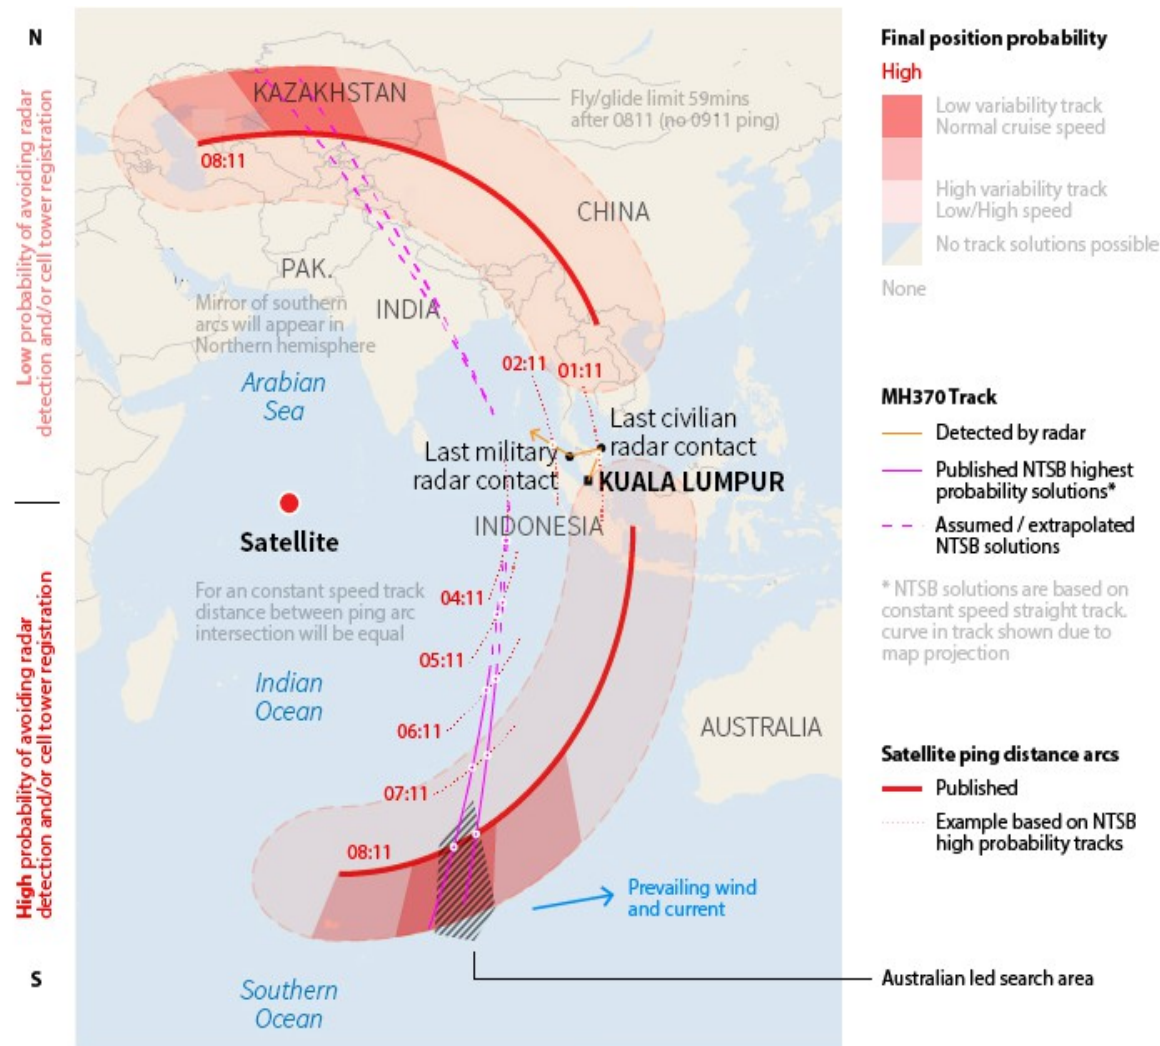 N
Low probability of avoiding radar
detection and/or cell tower registration
High probability of avoiding radar
detection and/or cell tower registration
S
KAZAKHSTAN
08:11
Fly/glide limit 59mins
after 0811 (no 0911 ping)
CHINA
PAK.
INDIA
Mirror of southern
arcs will appear in
Northern hemisphere
Arabian
Sea
02:11
01:11
Last civilian
radar contact
Last military
radar contact
KUALA LUMPUR
INDONESIA
Satellite
For an constant speed track
distance between ping arc
intersection will be equal
04:11
05:11
Indian
Ocean
06:11
AUSTRALIA
07:11
08:11
Prevailing wind
and current
Southern
Ocean
Final position probability
High
Low variability track
Normal cruise speed
High variability track
Low/High speed
No track solutions possible
None
MH370 Track
Detected by radar
Published NTSB highest
probability solutions*
Assumed / extrapolated
NTSB solutions
* NTSB solutions are based on
constant speed straight track.
curve in track shown due to
map projection
Satellite ping distance arcs
Published
Example based on NTSB
high probability tracks
Australian led search area